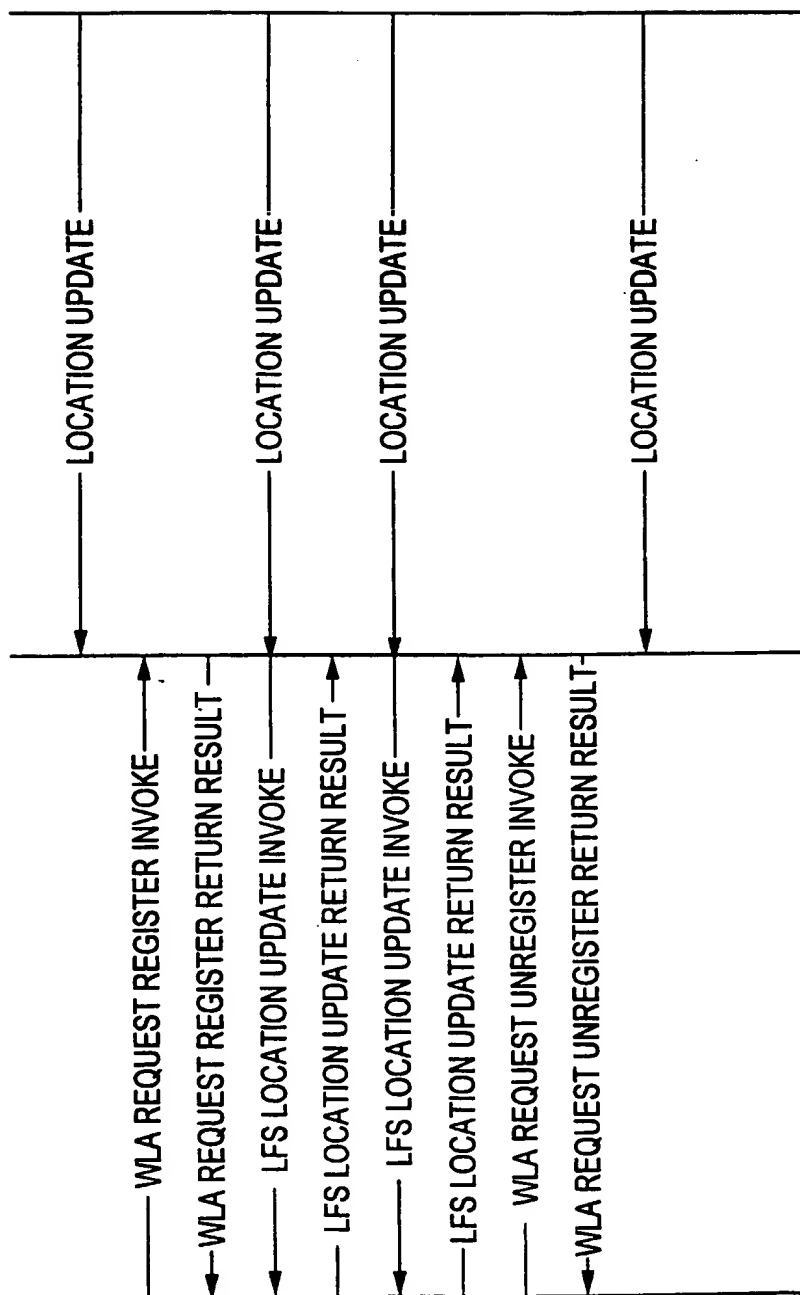 LOCATION UPDATE
WLA REQUEST REGISTER INVOKE
WLA REQUEST REGISTER RETURN RESULT
LOCATION UPDATE
LFS LOCATION UPDATE INVOKE
LFS LOCATION UPDATE RETURN RESULT
LOCATION UPDATE
LFS LOCATION UPDATE INVOKE
LFS LOCATION UPDATE RETURN RESULT
WLA REQUEST UNREGISTER INVOKE
WLA REQUEST UNREGISTER RETURN RESULT
LOCATION UPDATE